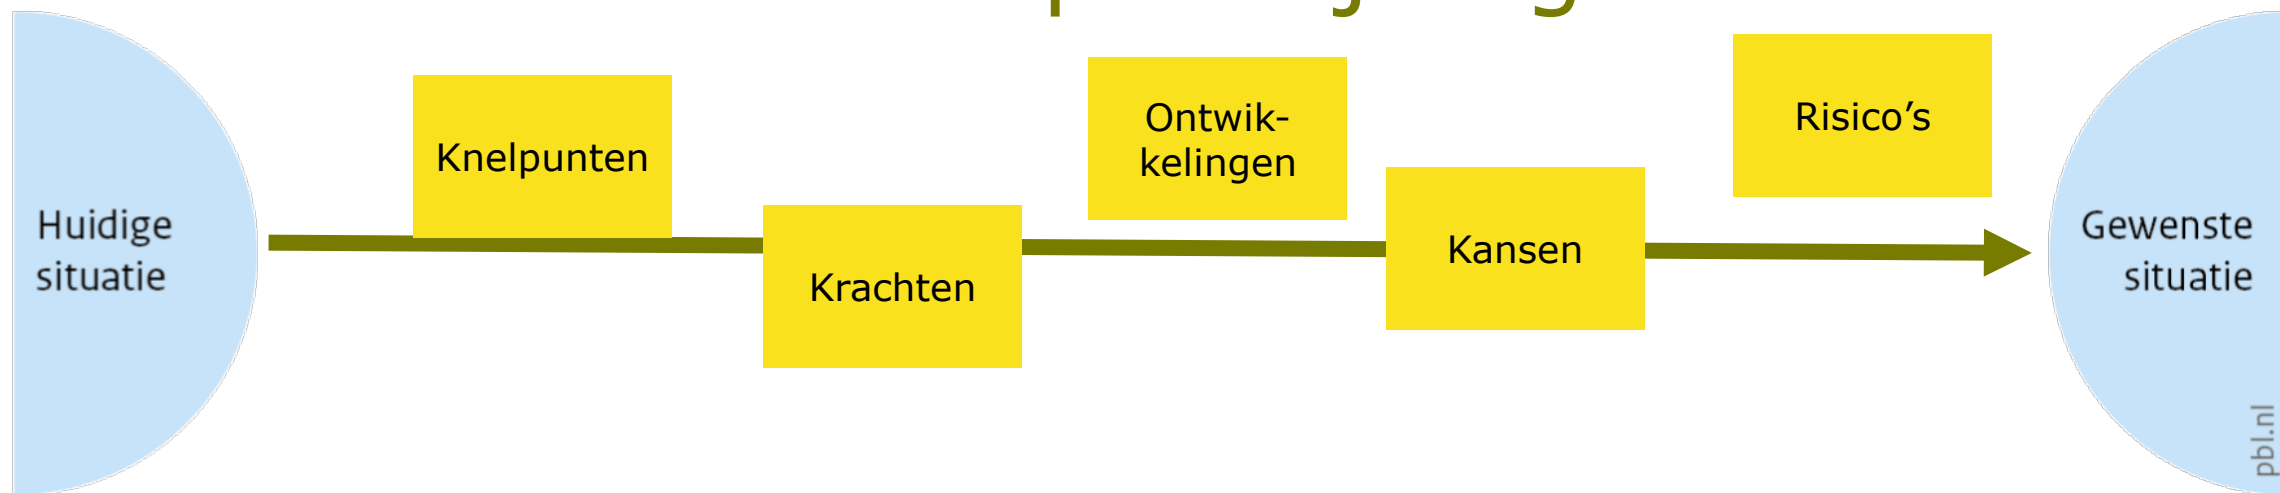 Huidige
situatie
Knelpunten
Krachten
Ontwik-
kelingen
Kansen
Risico’s
Gewenste
situatie
pbl.nl